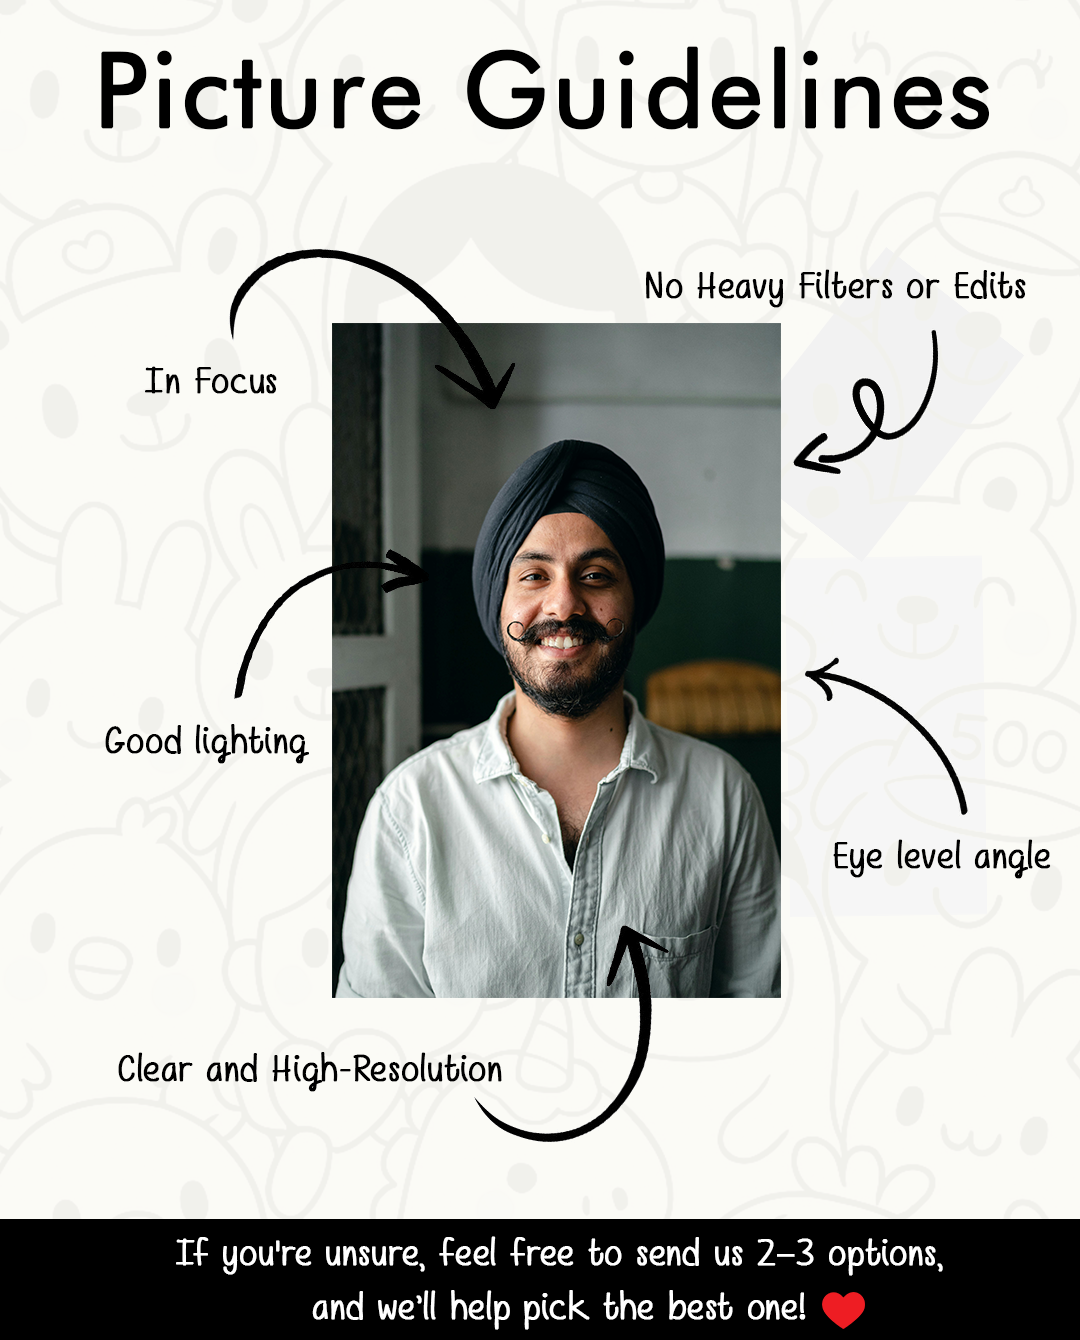 Picture Guidelines
No Heavy Filters or Edits
In Focus
Good lighting
Eye level angle
Clear and High-Resolution
If you're unsure, feel free to send us 2–3 options,
and we'll help pick the best one!
500